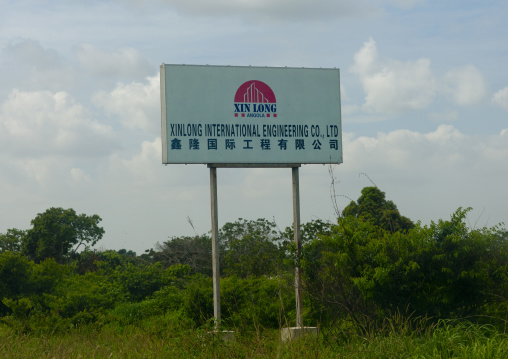 XIN LONG
ANGOLA
XINLONG INTERNATIONAL ENGINEERING CO., LTD
鑫隆国际工程有限公司